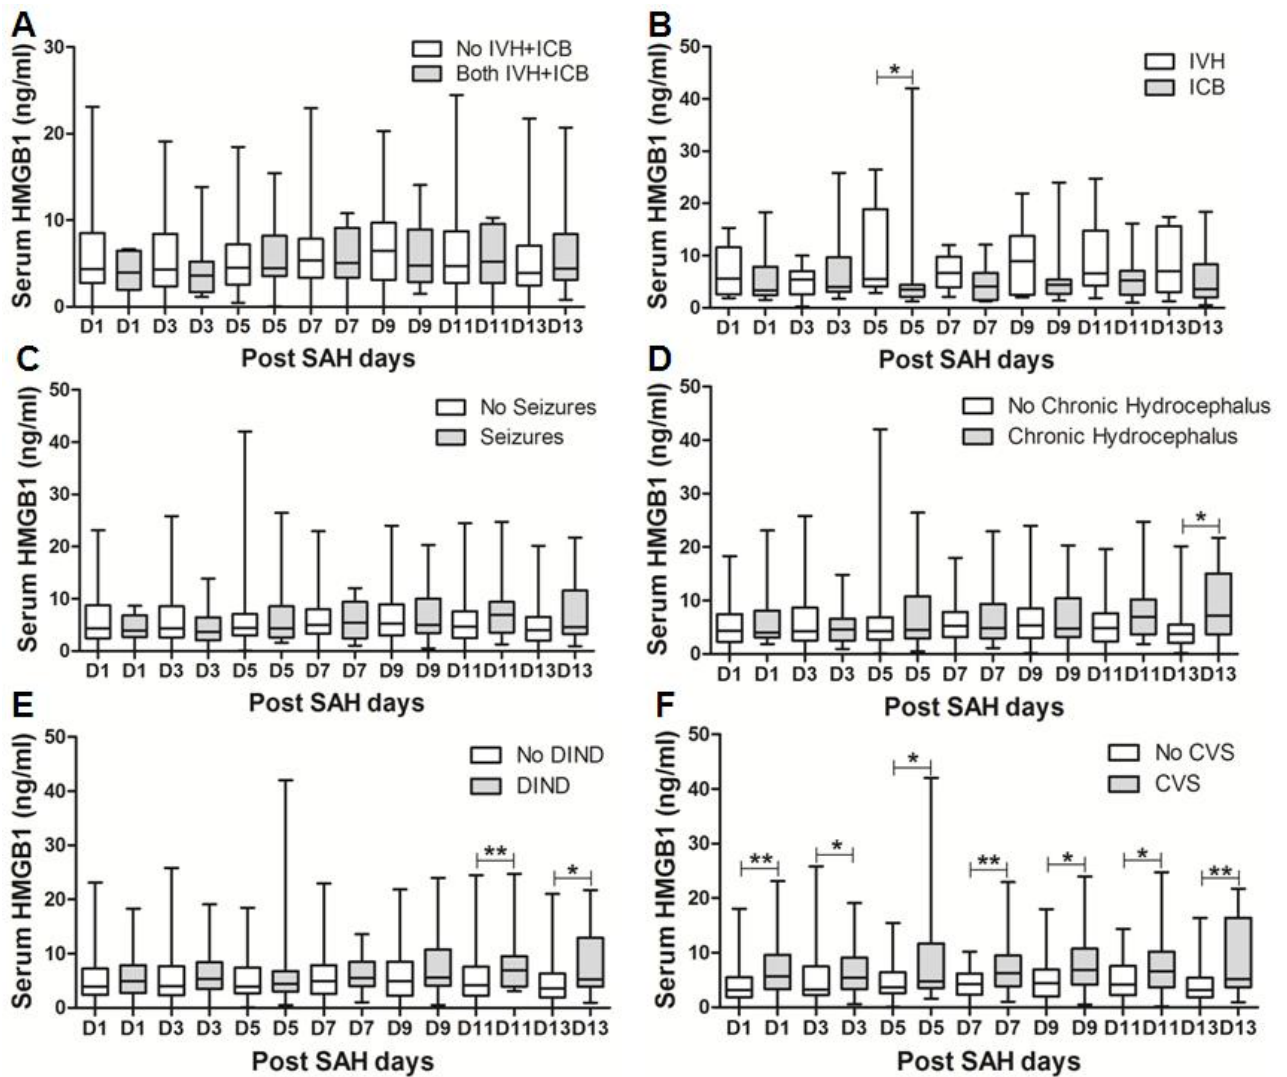 A
Serum HMGB1 (ng/ml)
30
20
10
0
No IVH+ICB
Both IVH+ICB
D1 D1 D3 D3 D5 D5 D7 D7 D9 D9 D11 D11 D13 D13
Post SAH days
B
Serum HMGB1 (ng/ml)
50
40
30
20
10
0
IVH
ICB
*
D1 D1 D3 D3 D5 D5 D7 D7 D9 D9 D11 D11 D13 D13
Post SAH days
C
Serum HMGB1 (ng/ml)
50
40
30
20
10
0
No Seizures
Seizures
D1 D1 D3 D3 D5 D5 D7 D7 D9 D9 D11 D11 D13 D13
Post SAH days
D
Serum HMGB1 (ng/ml)
50
40
30
20
10
0
No Chronic Hydrocephalus
Chronic Hydrocephalus
*
D1 D1 D3 D3 D5 D5 D7 D7 D9 D9 D11 D11 D13 D13
Post SAH days
E
Serum HMGB1 (ng/ml)
50
40
30
20
10
0
No DIND
DIND
** *
D1 D1 D3 D3 D5 D5 D7 D7 D9 D9 D11 D11 D13 D13
Post SAH days
F
Serum HMGB1 (ng/ml)
50
40
30
20
10
0
No CVS
CVS
** * * ** * * **
D1 D1 D3 D3 D5 D5 D7 D7 D9 D9 D11 D11 D13 D13
Post SAH days